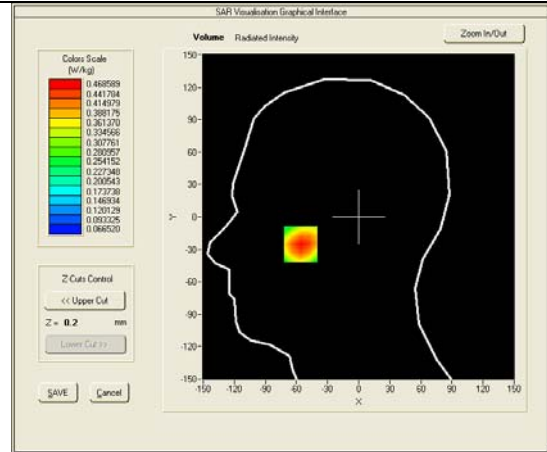 SAR Visualisation Graphical Interface
Volume Radiated Intensity
Zoom In/Out
Colors Scale
(W/kg)
0.468589
0.441784
0.414979
0.388175
0.361370
0.334566
0.307761
0.280957
0.254152
0.227348
0.200543
0.173738
0.146934
0.120129
0.093325
0.066520
Z Cuts Control
<< Upper Cut
Z = 0.2 mm
Lower Cut >>
SAVE Cancel
150
120
90
60
30
0
-30
-60
-90
-120
-150
Y
-150 -120 -90 -60 -30 0 30 60 90 120 150
X